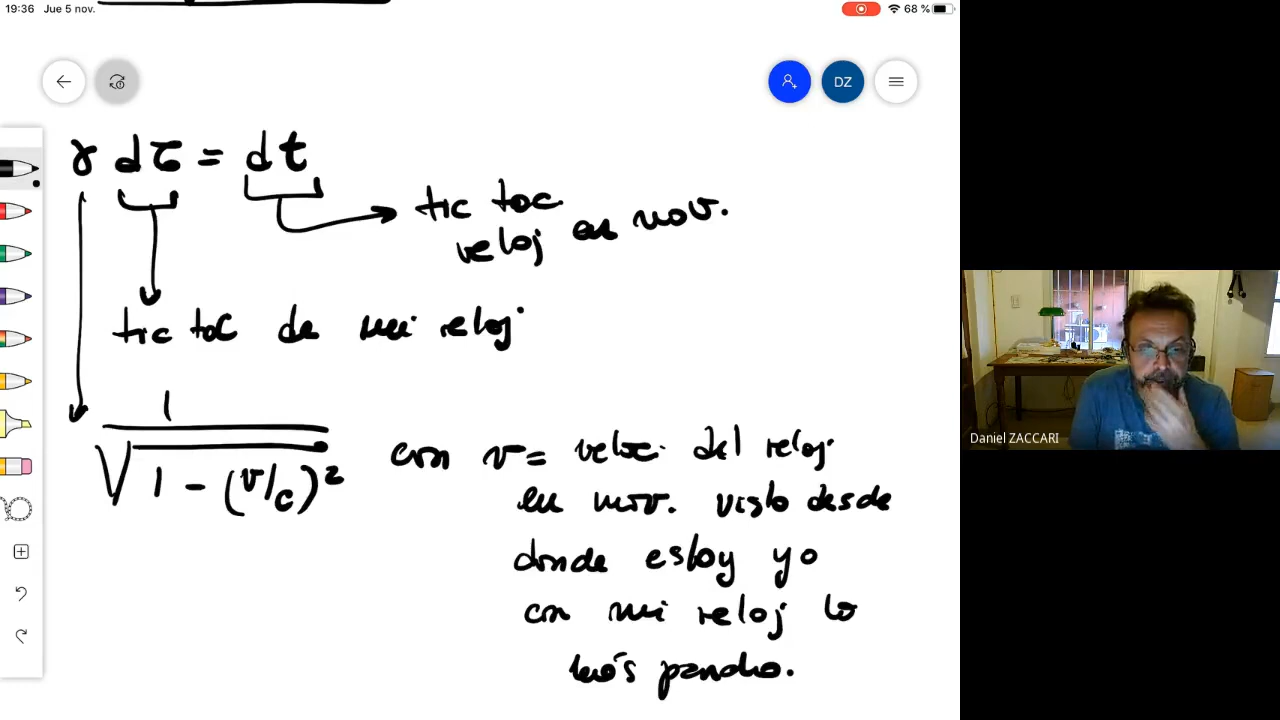 19:36 Jue 5 nov.
68 %
DZ
γ dτ = dt
tic toc
reloj en mov.
tic toc de mi reloj
1
√1 - (v/c)²
con v = veloc. del reloj
en mov. visto desde
donde estoy yo
con mi reloj lo
más pancho.
Daniel ZACCARI